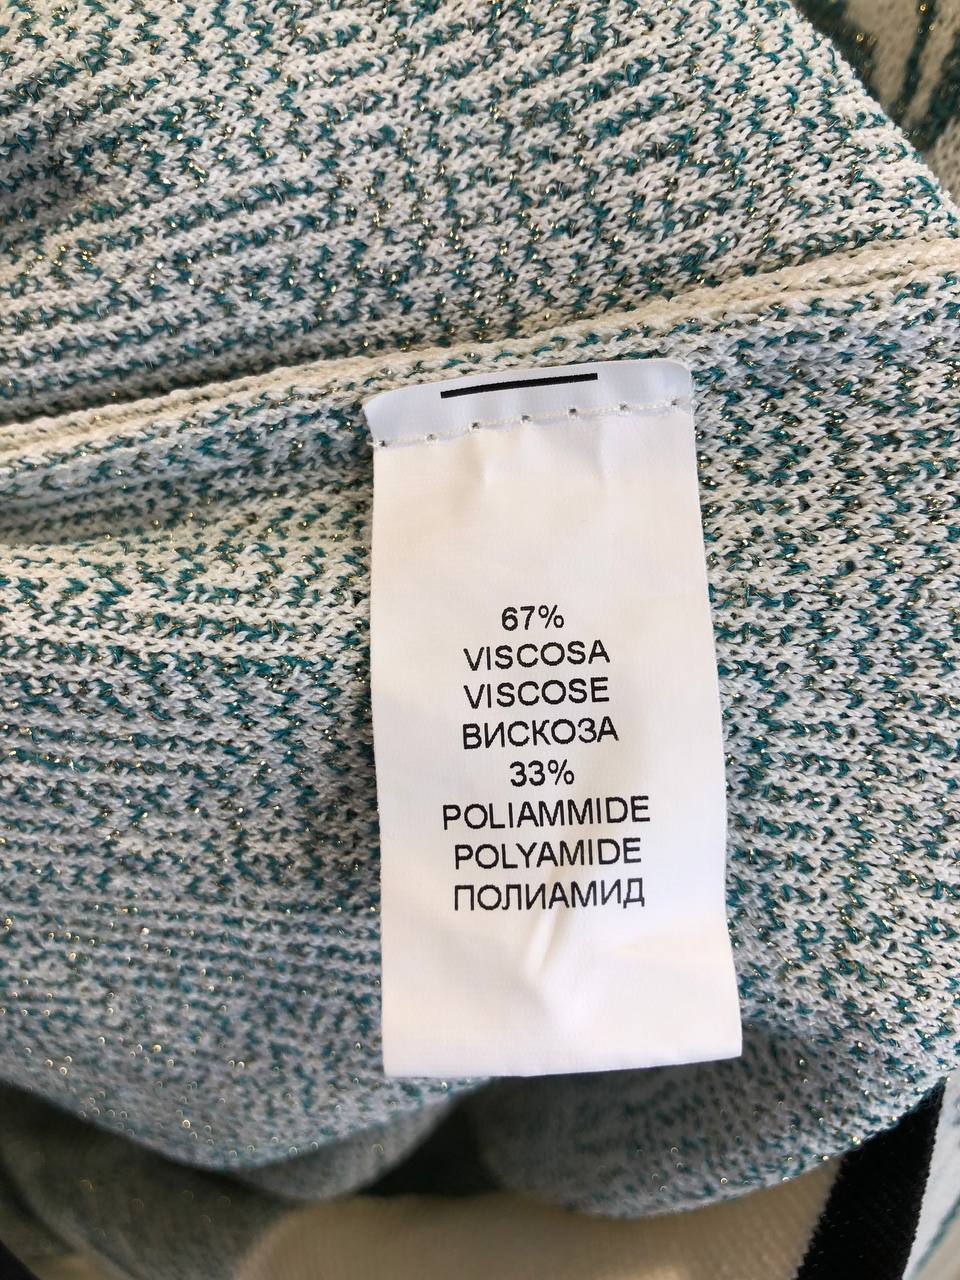 67%
VISCOSA
VISCOSE
ВИСКОЗА
33%
POLIAMMIDE
POLYAMIDE
ПОЛИАМИД